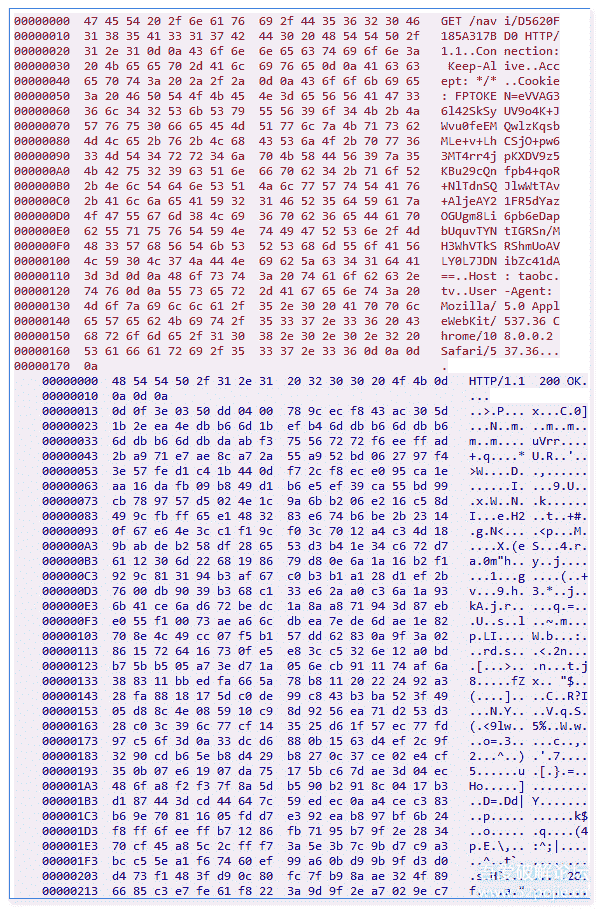 00000000 47 45 54 20 2f 6e 61 76 69 2f 44 35 36 32 30 46 GET /nav i/D5620F
00000010 31 38 35 41 33 31 37 42 44 30 20 48 54 54 50 2f 185A317B D0 HTTP/
00000020 31 2e 31 0d 0a 43 6f 6e 6e 65 63 74 69 6f 6e 3a 1.1..Con nection:
00000030 20 4b 65 65 70 2d 41 6c 69 76 65 0d 0a 41 63 63 Keep-Al ive..Acc
00000040 65 70 74 3a 20 2a 2f 2a 0d 0a 43 6f 6f 6b 69 65 ept: */* ..Cookie
00000050 3a 20 46 50 54 4f 4b 45 4e 3d 65 56 56 41 47 33 : FPTOKE N=eVVAG3
00000060 36 6c 34 32 53 6b 53 79 55 56 39 6f 34 4b 2b 4a 6l42SkSy UV9o4K+J
00000070 57 76 75 30 66 65 45 4d 51 77 6c 7a 4b 71 73 62 Wvu0feEM QwlzKqsb
00000080 4d 4c 65 2b 76 2b 4c 68 43 53 6a 4f 2b 70 77 36 MLe+v+Lh CSjO+pw6
00000090 33 4d 54 34 72 72 34 6a 70 4b 58 44 56 39 7a 35 3MT4rr4j pKXDV9z5
000000A0 4b 42 75 32 39 63 51 6e 66 70 62 34 2b 71 6f 52 KBu29cQn fpb4+qoR
000000B0 2b 4e 6c 54 64 6e 53 51 4a 6c 77 57 74 54 41 76 +NlTdnSQ JlwWtTAv
000000C0 2b 41 6c 6a 65 41 59 32 31 46 52 35 64 59 61 7a +AljeAY2 1FR5dYaz
000000D0 4f 47 55 67 6d 38 4c 69 36 70 62 36 65 44 61 70 OGUgm8Li 6pb6eDap
000000E0 62 55 71 75 76 54 59 4e 74 49 47 52 53 6e 2f 4d bUquvTYN tIGRSn/M
000000F0 48 33 57 68 56 54 6b 53 52 53 68 6d 55 6f 41 56 H3WhVTkS RShmUoAV
00000100 4c 59 30 4c 37 4a 44 4e 69 62 5a 63 34 31 64 41 LY0L7JDN ibZc41dA
00000110 3d 3d 0d 0a 48 6f 73 74 3a 20 74 61 6f 62 63 2e ==..Host : taobc.
00000120 74 76 0d 0a 55 73 65 72 2d 41 67 65 6e 74 3a 20 tv..User -Agent:
00000130 4d 6f 7a 69 6c 6c 61 2f 35 2e 30 20 41 70 70 6c Mozilla/ 5.0 Appl
00000140 65 57 65 62 4b 69 74 2f 35 33 37 2e 33 36 20 43 eWebKit/ 537.36 C
00000150 68 72 6f 6d 65 2f 31 30 38 2e 30 2e 30 2e 32 20 hrome/10 8.0.0.2
00000160 53 61 66 61 72 69 2f 35 33 37 2e 33 36 0d 0a 0d Safari/5 37.36...
00000170 0a .
00000000 48 54 54 50 2f 31 2e 31 20 32 30 30 20 4f 4b 0d HTTP/1.1 200 OK.
00000010 0a 0d 0a ...
00000013 0d 0f 3e 03 50 dd 04 00 78 9c ec f8 43 ac 30 5d ..>.P... x...C.0]
00000023 1b 2e ea 4e db b6 6d 1b ef b4 6d db b6 6d db b6 ...N..m. ..m..m..
00000033 6d db b6 6d db da ab f3 75 56 72 72 f6 ee ff ad m..m.... uVrr....
00000043 2b a9 71 e7 ae 8c a7 2a 55 a9 52 bd 06 27 97 f4 +.q....* U.R..'..
00000053 3e 57 fe d1 c4 1b 44 0d f7 2c f8 ec e0 95 ca 1e >W....D. .,......
00000063 aa 16 da fb 09 b8 49 d1 b6 e5 ef 39 ca 55 bd 99 ......I. ...9.U..
00000073 cb 78 97 57 d5 02 4e 1c 9a 6b b2 06 e2 16 c5 8d .x.W..N. .k......
00000083 49 9c fb ff 65 e1 48 32 83 e6 74 b6 be 2b 23 14 I...e.H2 ..t..+#.
00000093 0f 67 e6 4e 3c c1 f1 9c f0 3c 70 12 a4 c3 4d 18 .g.N<... .<p...M.
000000A3 9b ab de b2 58 df 28 65 53 d3 b4 1e 34 c6 72 d7 ....X.(e S...4.r.
000000B3 61 12 30 6d 22 68 19 86 79 d8 0e 6a 1a 16 b2 f1 a.0m"h.. y..j....
000000C3 92 9c 81 31 94 b3 af 67 c0 b3 b1 a1 28 d1 ef 2b ...1...g ....(..+
000000D3 76 00 db 90 39 b3 68 c1 33 e6 2a a0 c3 6a 1a 93 v...9.h. 3.*..j..
000000E3 6b 41 ce 6a d6 72 be dc 1a 8a a8 71 94 3d 87 eb kA.j.r.. ...q.=..
000000F3 e0 55 f1 00 73 ae a6 6c db ea 7e de 6d ae 1e 82 .U..s..l ..~.m...
00000103 70 8e 4c 49 cc 07 f5 b1 57 dd 62 83 0a 9f 3a 02 p.LI.... W.b...:.
00000113 86 15 72 64 16 73 0f e5 e8 3c c5 32 6e 12 a0 bd ..rd.s.. .<.2n...
00000123 b7 5b b5 05 a7 3e d7 1a 05 6e cb 91 11 74 af 6a .[...>.. .n...t.j
00000133 38 83 11 bb ed fa 66 5a 78 b8 11 20 22 24 92 a3 8.....fZ x.. "$..
00000143 28 fa 88 18 17 5d c0 de 99 c8 43 b3 ba 52 3f 49 (....].. ..C..R?I
00000153 05 d8 8c 4e 08 59 10 c9 8d 92 56 ea 71 d2 53 d3 ...N.Y.. ..V.q.S.
00000163 28 c0 3c 39 6c 77 cf 14 35 25 d6 1f 57 ec 77 fd (.<9lw.. 5%..W.w.
00000173 97 c5 6f 3d 0a 33 dc d6 88 0b 15 63 d4 ef 2c 9f ..o=.3.. ...c..,.
00000183 32 90 cd b6 5e b8 d4 29 b8 27 0c 37 ce 02 e4 cf 2...^..) .'.7....
00000193 35 0b 07 e6 19 07 da 75 17 5b c6 7d ae 3d 04 ec 5......u .[.}.=..
000001A3 48 6f a8 f2 f3 7f 8a 5d b5 90 b2 91 8c 04 17 b3 Ho.....] ........
000001B3 d1 87 44 3d cd 44 64 7c 59 ed ec 0a a4 ce c3 83 ..D=.Dd| Y.......
000001C3 b6 9e 70 81 16 05 fd d7 e3 92 ea b8 97 bf 6b 24 ..p..... ......k$
000001D3 f8 ff 6f ee ff b7 12 86 fb 71 95 b7 9f 2e 28 34 ..o..... .q....(4
000001E3 70 cf 45 a8 5c 2c ff f7 3a 5e 3b 7c 9b d7 c9 a3 p.E.\,.. :^;|....
000001F3 bc c5 5e a1 f6 74 60 ef 99 a6 0b d9 9b 9f d3 d0 ..^..t`. ........
00000203 d4 73 f1 48 3f d9 0c 80 fc 7f b9 8a ae 32 4f 89
00000213 66 85 c3 e7 fe 61 f8 22 3a 9d 9f 2e a7 02 9e c7